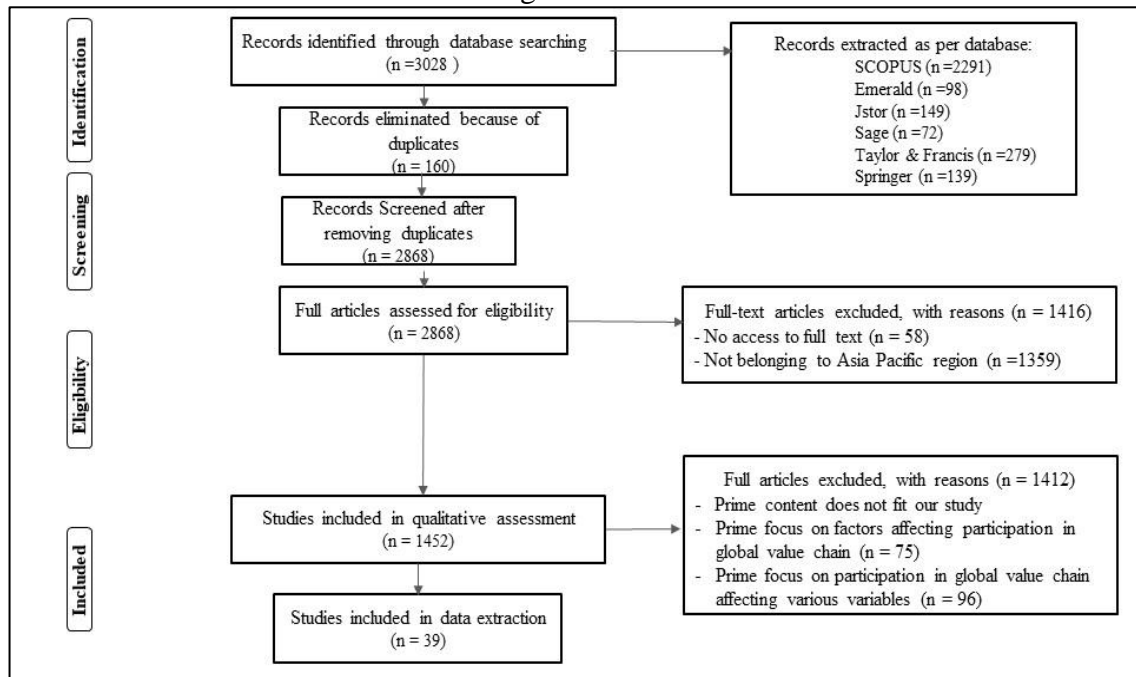 Identification
Records identified through database searching
(n =3028 )
Records extracted as per database:
SCOPUS (n =2291)
Emerald (n =98)
Jstor (n =149)
Sage (n =72)
Taylor & Francis (n =279)
Springer (n =139)
Records eliminated because of
duplicates
(n = 160)
Screening
Records Screened after
removing duplicates
(n = 2868)
Full articles assessed for eligibility
(n = 2868)
Full-text articles excluded, with reasons (n = 1416)
- No access to full text (n = 58)
- Not belonging to Asia Pacific region (n =1359)
Eligibility
Studies included in qualitative assessment
(n = 1452)
Full articles excluded, with reasons (n = 1412)
- Prime content does not fit our study
- Prime focus on factors affecting participation in
global value chain (n = 75)
- Prime focus on participation in global value chain
affecting various variables (n = 96)
Included
Studies included in data extraction
(n = 39)